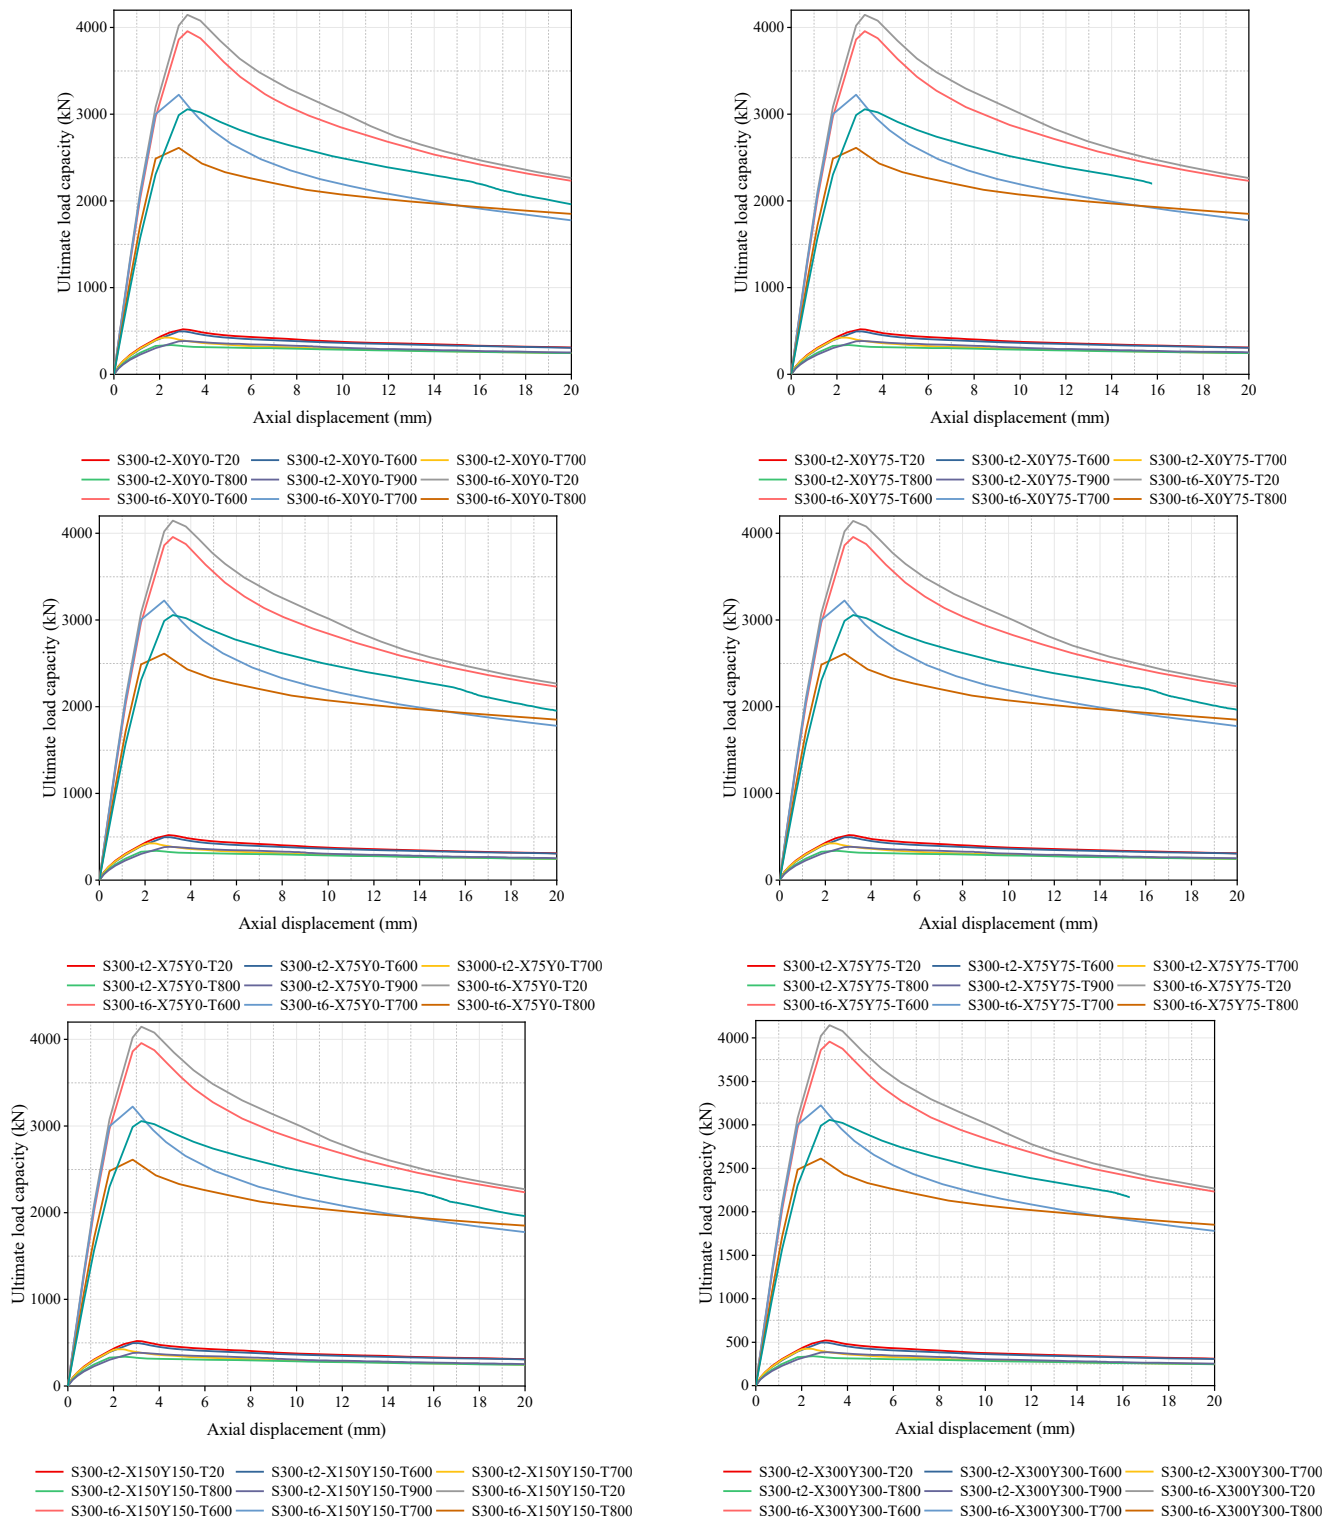 Ultimate load capacity (kN)
4000
3000
2000
1000
0
0 2 4 6 8 10 12 14 16 18 20
Axial displacement (mm)
S300-t2-X0Y0-T20 S300-t2-X0Y0-T600 S300-t2-X0Y0-T700
S300-t2-X0Y0-T800 S300-t2-X0Y0-T900 S300-t6-X0Y0-T20
S300-t6-X0Y0-T600 S300-t6-X0Y0-T700 S300-t6-X0Y0-T800
Ultimate load capacity (kN)
4000
3000
2000
1000
0
0 2 4 6 8 10 12 14 16 18 20
Axial displacement (mm)
S300-t2-X0Y75-T20 S300-t2-X0Y75-T600 S300-t2-X0Y75-T700
S300-t2-X0Y75-T800 S300-t2-X0Y75-T900 S300-t6-X0Y75-T20
S300-t6-X0Y75-T600 S300-t6-X0Y75-T700 S300-t6-X0Y75-T800
Ultimate load capacity (kN)
4000
3000
2000
1000
0
0 2 4 6 8 10 12 14 16 18 20
Axial displacement (mm)
S300-t2-X75Y0-T20 S300-t2-X75Y0-T600 S3000-t2-X75Y0-T700
S300-t2-X75Y0-T800 S300-t2-X75Y0-T900 S300-t6-X75Y0-T20
S300-t6-X75Y0-T600 S300-t6-X75Y0-T700 S300-t6-X75Y0-T800
Ultimate load capacity (kN)
4000
3000
2000
1000
0
0 2 4 6 8 10 12 14 16 18 20
Axial displacement (mm)
S300-t2-X75Y75-T20 S300-t2-X75Y75-T600 S300-t2-X75Y75-T700
S300-t2-X75Y75-T800 S300-t2-X75Y75-T900 S300-t6-X75Y75-T20
S300-t6-X75Y75-T600 S300-t6-X75Y75-T700 S300-t6-X75Y75-T800
Ultimate load capacity (kN)
4000
3000
2000
1000
0
0 2 4 6 8 10 12 14 16 18 20
Axial displacement (mm)
S300-t2-X150Y150-T20 S300-t2-X150Y150-T600 S300-t2-X150Y150-T700
S300-t2-X150Y150-T800 S300-t2-X150Y150-T900 S300-t6-X150Y150-T20
S300-t6-X150Y150-T600 S300-t6-X150Y150-T700 S300-t6-X150Y150-T800
Ultimate load capacity (kN)
4000
3500
3000
2500
2000
1500
1000
500
0
0 2 4 6 8 10 12 14 16 18 20
Axial displacement (mm)
S300-t2-X300Y300-T20 S300-t2-X300Y300-T600 S300-t2-X300Y300-T700
S300-t2-X300Y300-T800 S300-t2-X300Y300-T900 S300-t6-X300Y300-T20
S300-t6-X300Y300-T600 S300-t6-X300Y300-T700 S300-t6-X300Y300-T800